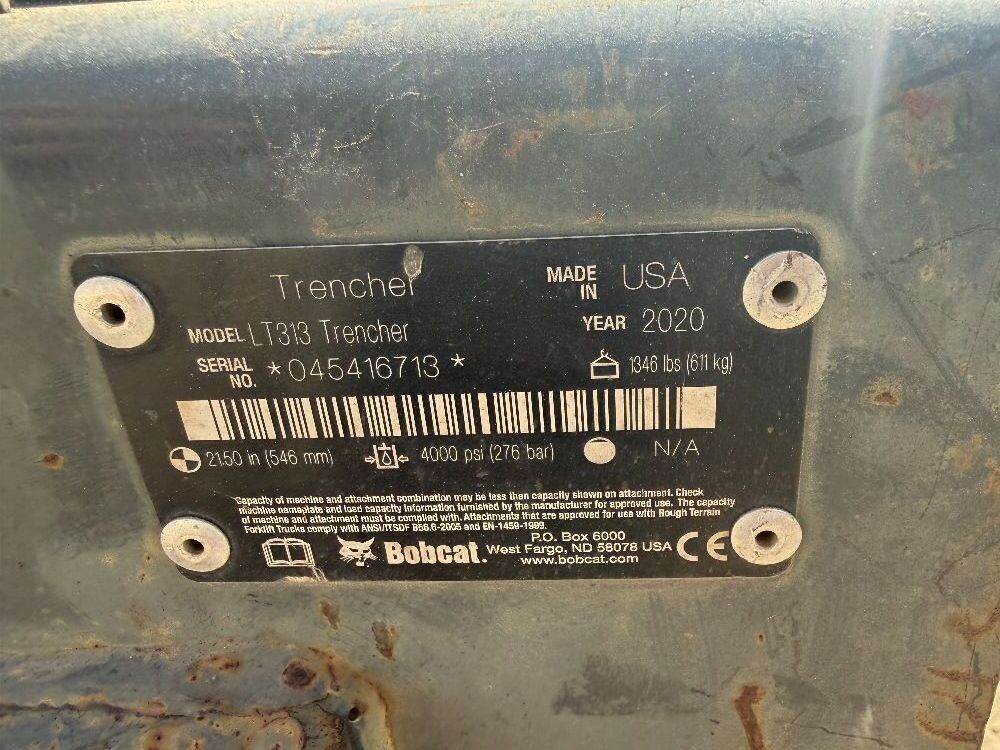 Trencher MADE IN USA
MODEL LT313 Trencher YEAR 2020
SERIAL NO. *045416713* 1346 lbs (611 kg)
21.50 in (546 mm) 4000 psi (276 bar) N/A
Capacity of machine and attachment combination may be less than capacity shown on attachment. Check
machine nameplate and load capacity information furnished by the manufacturer for approved use. The capacity
of machine and attachment must be complied with. Attachments that are approved for use with Rough Terrain
Forklift Trucks comply with ANSI/ITSDF B56.6-2005 and EN-1459-1999.
Bobcat.
P.O. Box 6000
West Fargo, ND 58078 USA
www.bobcat.com
CE